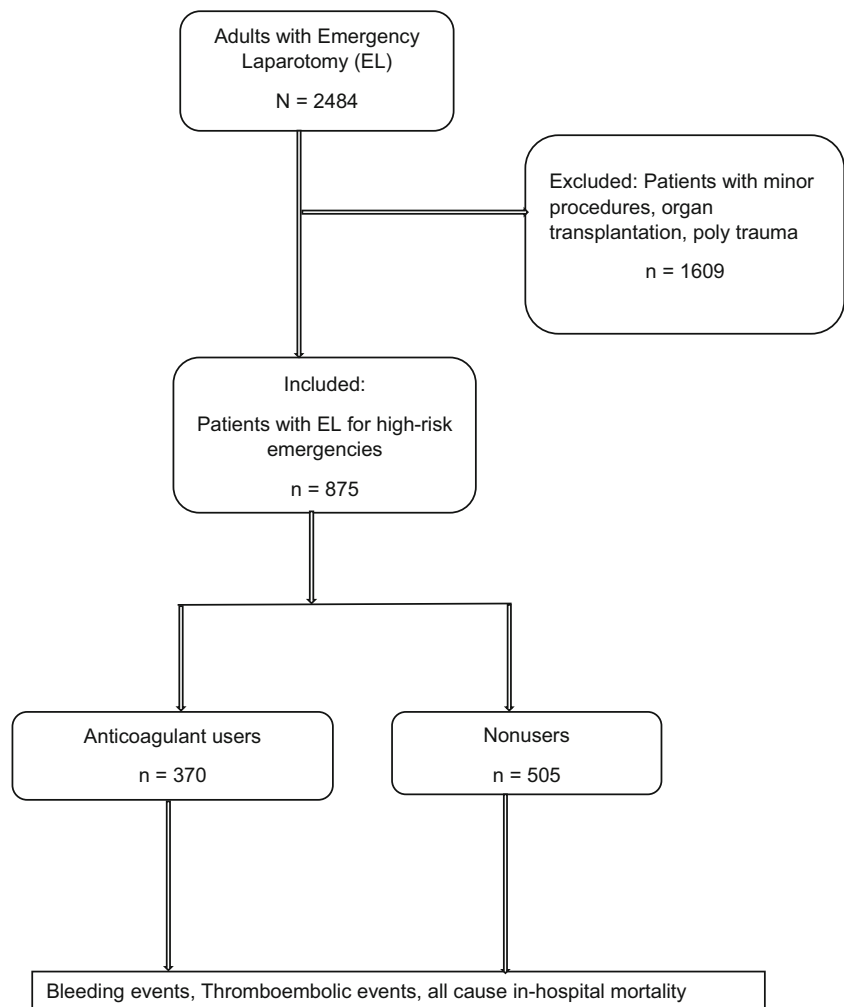 Adults with Emergency
Laparotomy (EL)
N = 2484
Excluded: Patients with minor
procedures, organ
transplantation, poly trauma
n = 1609
Included:
Patients with EL for high-risk
emergencies
n = 875
Anticoagulant users
n = 370
Nonusers
n = 505
Bleeding events, Thromboembolic events, all cause in-hospital mortality